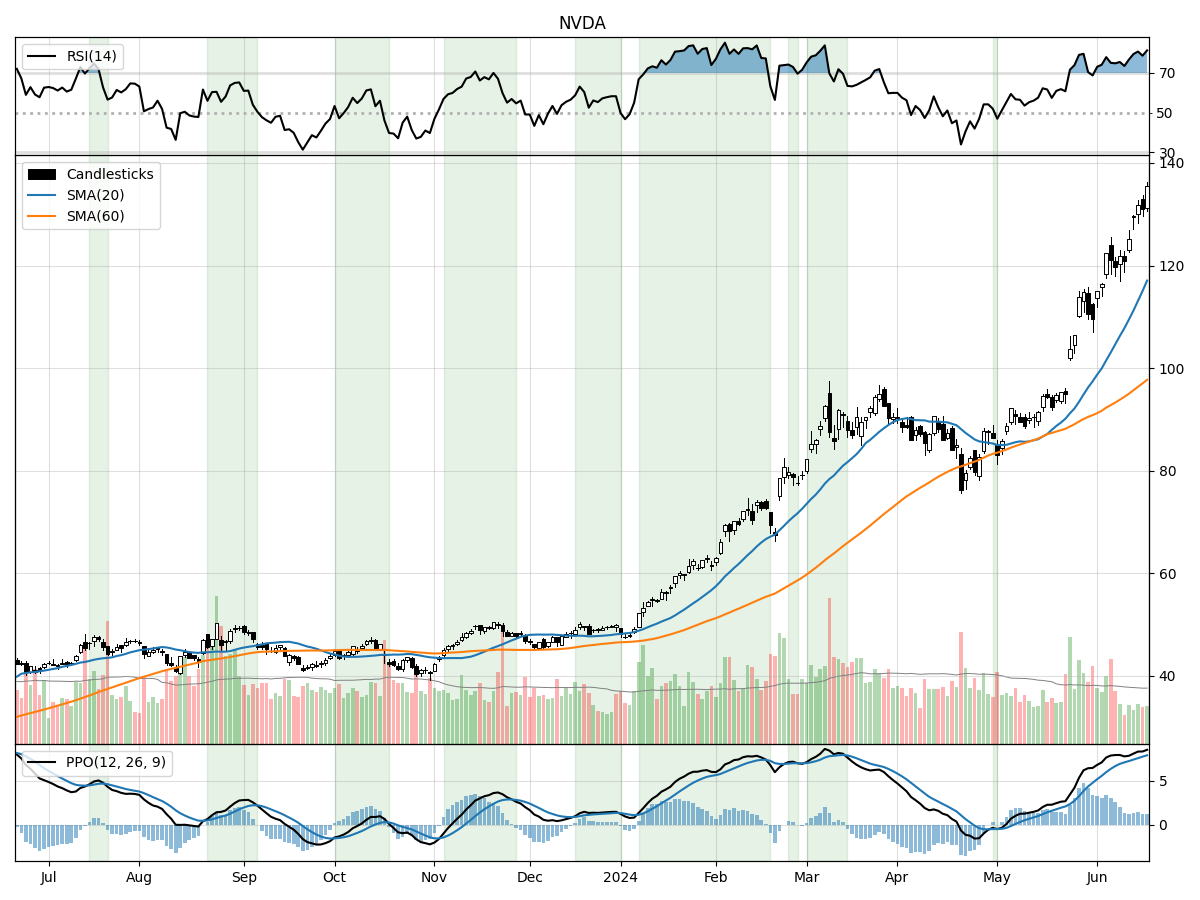 NVDA
RSI(14)
70
50
30
Candlesticks
SMA(20)
SMA(60)
140
120
100
80
60
40
PPO(12, 26, 9)
5
0
Jul Aug Sep Oct Nov Dec 2024 Feb Mar Apr May Jun